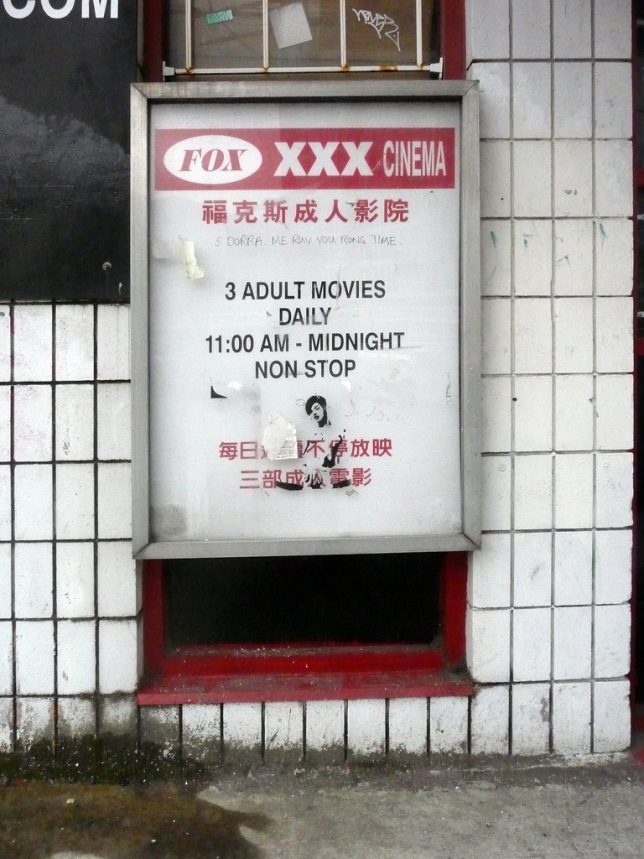 COM
FOX XXX CINEMA
福克斯成人影院
5 DORRA. ME RUV YOU RONG TIME.
3 ADULT MOVIES
DAILY
11:00 AM - MIDNIGHT
NON STOP
每日 不停放映
三部成人電影